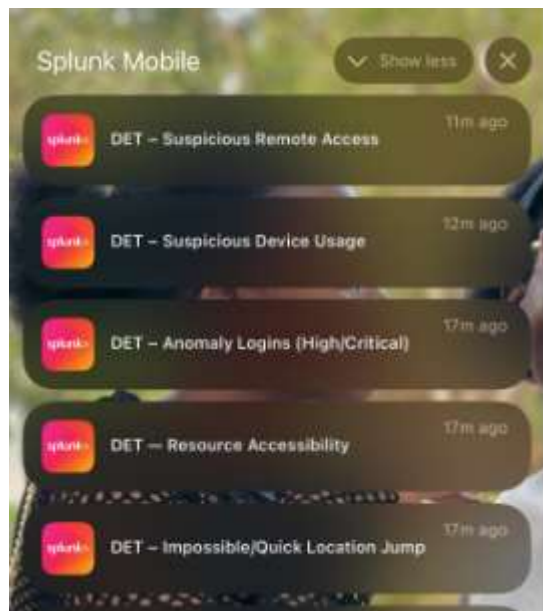 Splunk Mobile
Show less
11m ago
splunk>
DET – Suspicious Remote Access
12m ago
splunk>
DET – Suspicious Device Usage
17m ago
splunk>
DET – Anomaly Logins (High/Critical)
17m ago
splunk>
DET — Resource Accessibility
17m ago
splunk>
DET – Impossible/Quick Location Jump